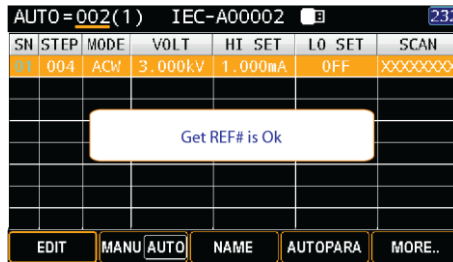 AUTO = 002(1) IEC-A00002 232
SN STEP MODE VOLT HI SET LO SET SCAN
01 004 ACW 3.000kV 1.000mA OFF XXXXXXXX
Get REF# is Ok
EDIT MANU AUTO NAME AUTOPARA MORE..